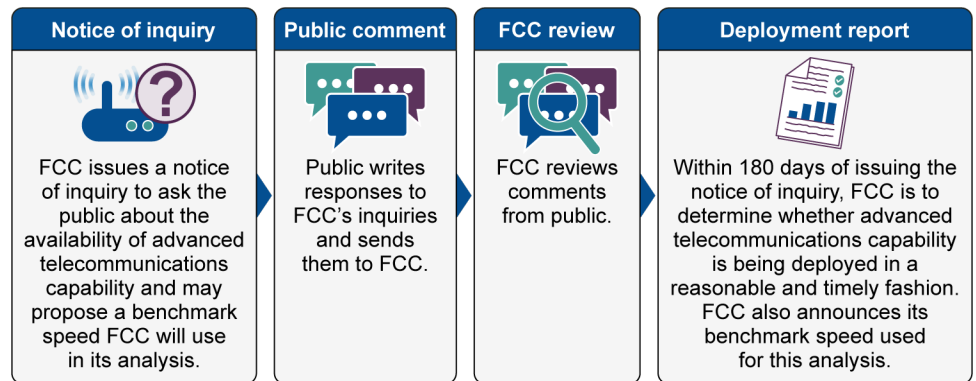 Notice of inquiry
?
FCC issues a notice
of inquiry to ask the
public about the
availability of advanced
telecommunications
capability and may
propose a benchmark
speed FCC will use
in its analysis.
Public comment
Public writes
responses to
FCC’s inquiries
and sends
them to FCC.
FCC review
FCC reviews
comments
from public.
Deployment report
Within 180 days of issuing the
notice of inquiry, FCC is to
determine whether advanced
telecommunications capability
is being deployed in a
reasonable and timely fashion.
FCC also announces its
benchmark speed used
for this analysis.